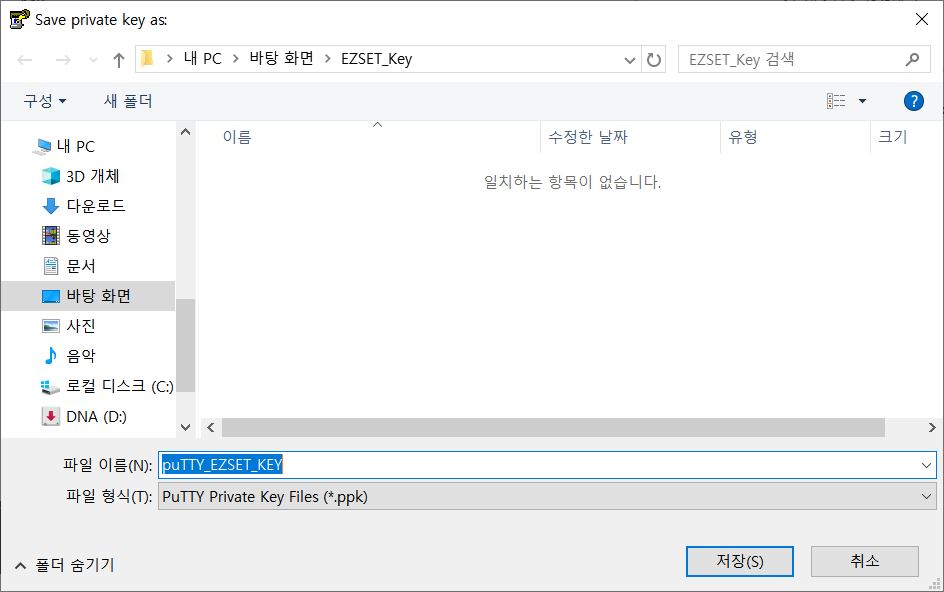 Save private key as:
내 PC > 바탕 화면 > EZSET_Key
EZSET_Key 검색
구성
새 폴더
내 PC
3D 개체
다운로드
동영상
문서
바탕 화면
사진
음악
로컬 디스크 (C:)
DNA (D:)
이름
수정한 날짜
유형
크기
일치하는 항목이 없습니다.
파일 이름(N):
puTTY_EZSET_KEY
파일 형식(T):
PuTTY Private Key Files (*.ppk)
폴더 숨기기
저장(S)
취소